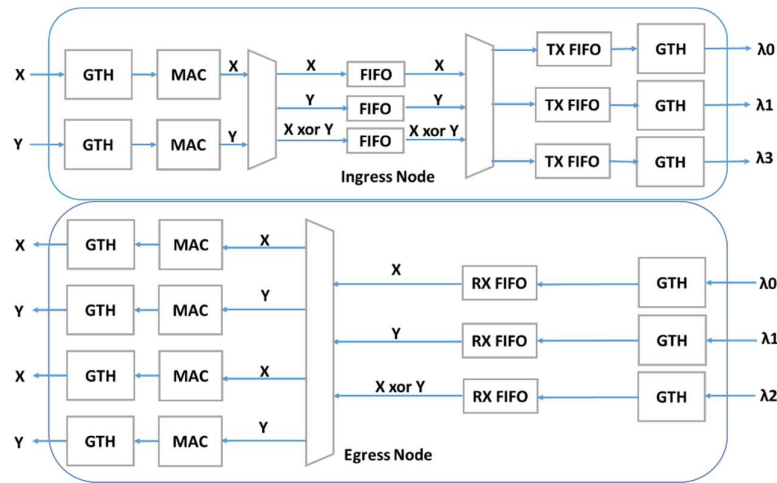 X GTH MAC X X FIFO X TX FIFO GTH λ0
Y GTH MAC Y Y FIFO Y TX FIFO GTH λ1
X xor Y FIFO X xor Y TX FIFO GTH λ3
Ingress Node
X GTH MAC X X RX FIFO GTH λ0
Y GTH MAC Y Y RX FIFO GTH λ1
X GTH MAC X X xor Y RX FIFO GTH λ2
Y GTH MAC Y
Egress Node